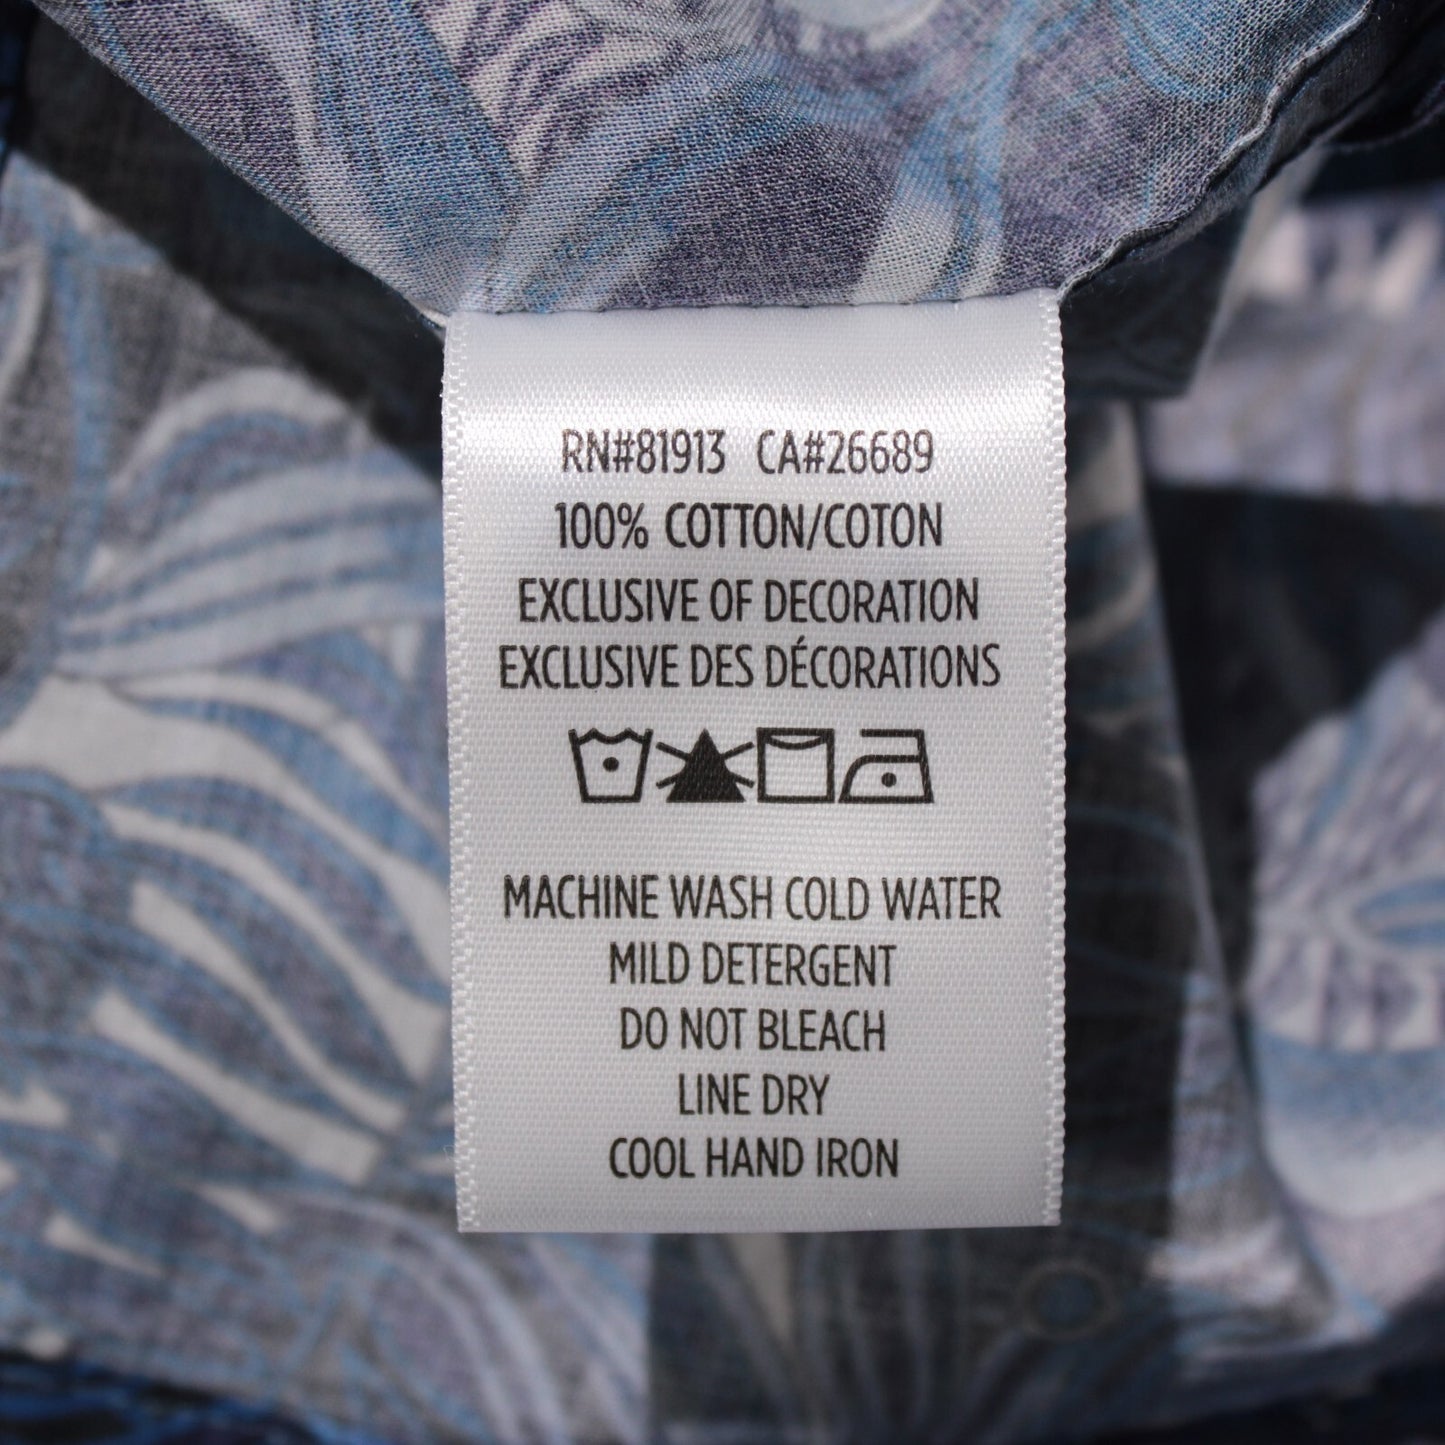 RN#81913 CA#26689
100% COTTON/COTON
EXCLUSIVE OF DECORATION
EXCLUSIVE DES DÉCORATIONS
MACHINE WASH COLD WATER
MILD DETERGENT
DO NOT BLEACH
LINE DRY
COOL HAND IRON